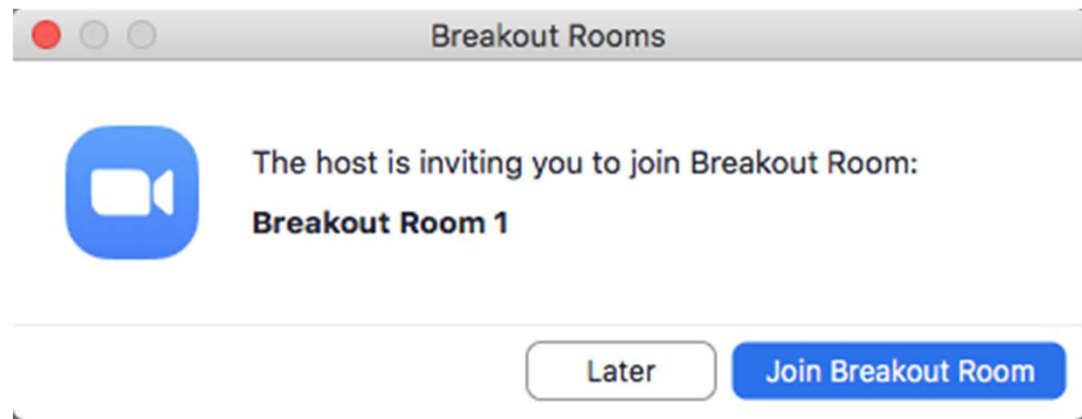 Breakout Rooms
The host is inviting you to join Breakout Room:
Breakout Room 1
Later
Join Breakout Room